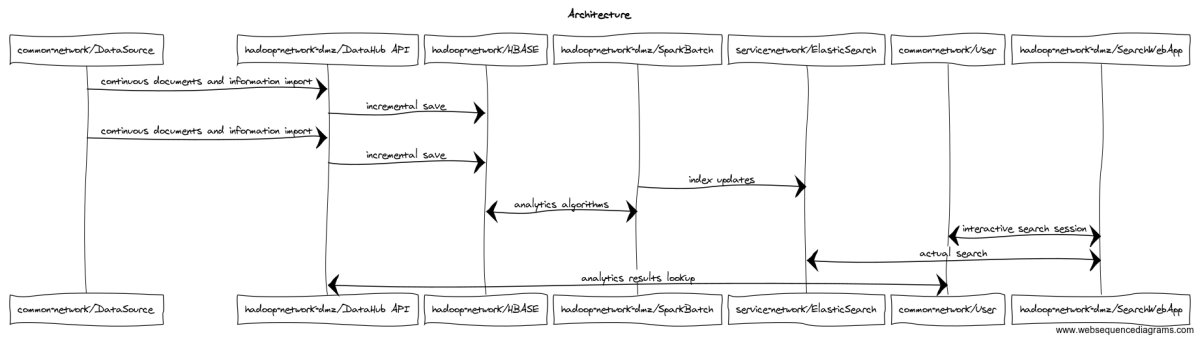 Architecture
common-network/DataSource
hadoop-network-dmz/DataHub API
hadoop-network/HBASE
hadoop-network-dmz/SparkBatch
service-network/ElasticSearch
common-network/User
hadoop-network-dmz/SearchWebApp
continuous documents and information import
incremental save
continuous documents and information import
incremental save
index updates
analytics algorithms
interactive search session
actual search
analytics results lookup
common-network/DataSource
hadoop-network-dmz/DataHub API
hadoop-network/HBASE
hadoop-network-dmz/SparkBatch
service-network/ElasticSearch
common-network/User
hadoop-network-dmz/SearchWebApp
www.websequencediagrams.com